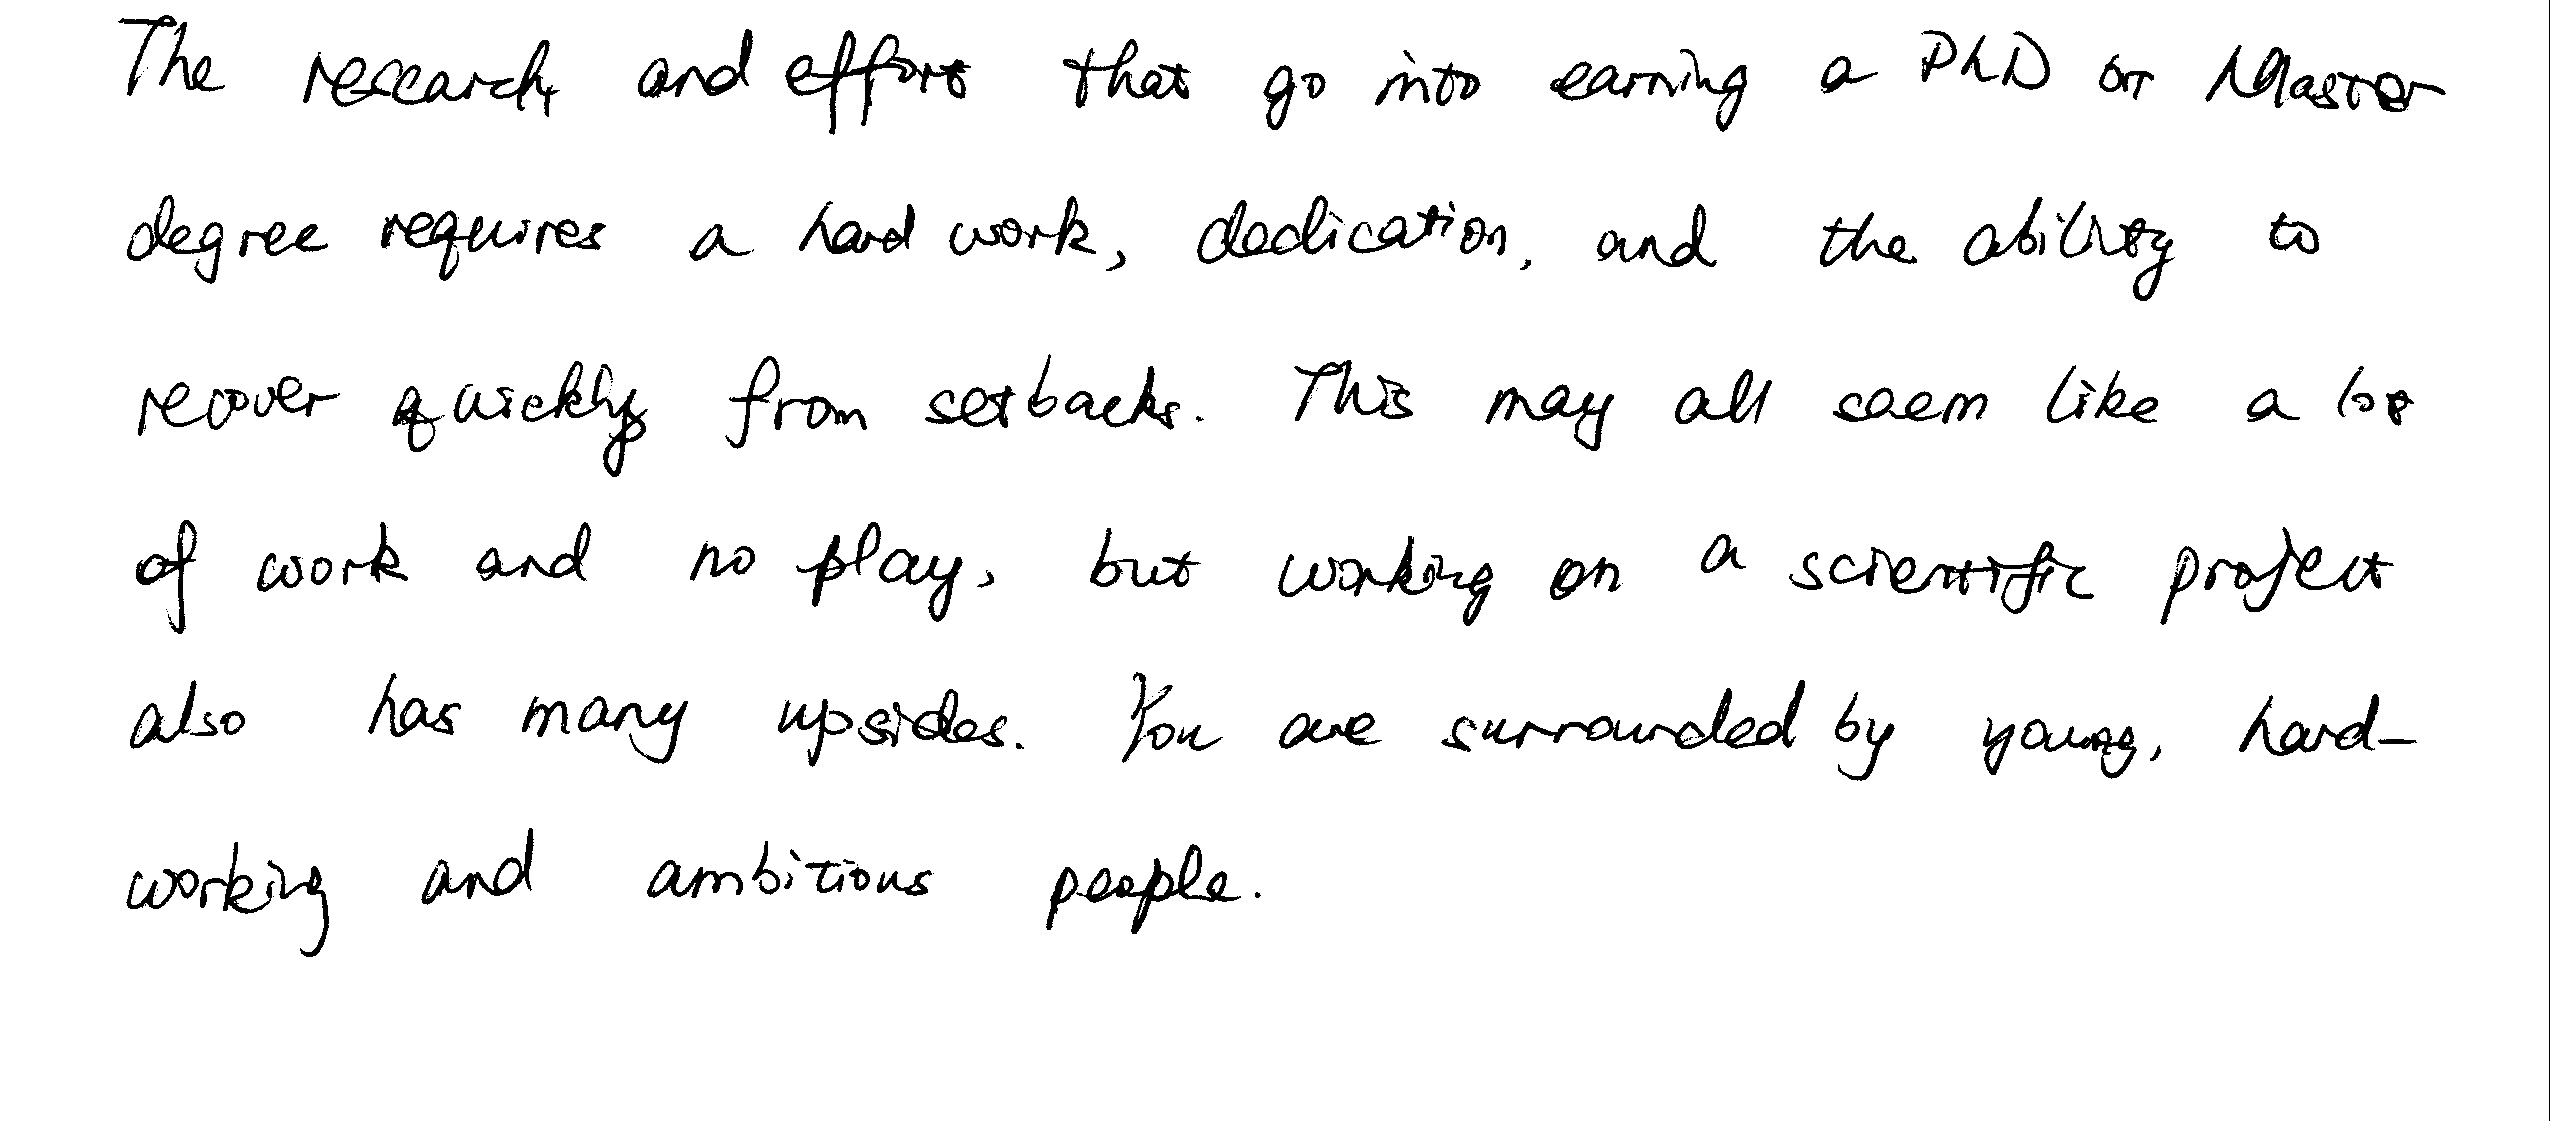 The research and effort that go into earning a PhD or Master
degree requires a hard work, dedication, and the ability to
recover quickly from setbacks. This may all seem like a lot
of work and no play, but working on a scientific project
also has many upsides. You are surrounded by young, hard-
working and ambitious people.